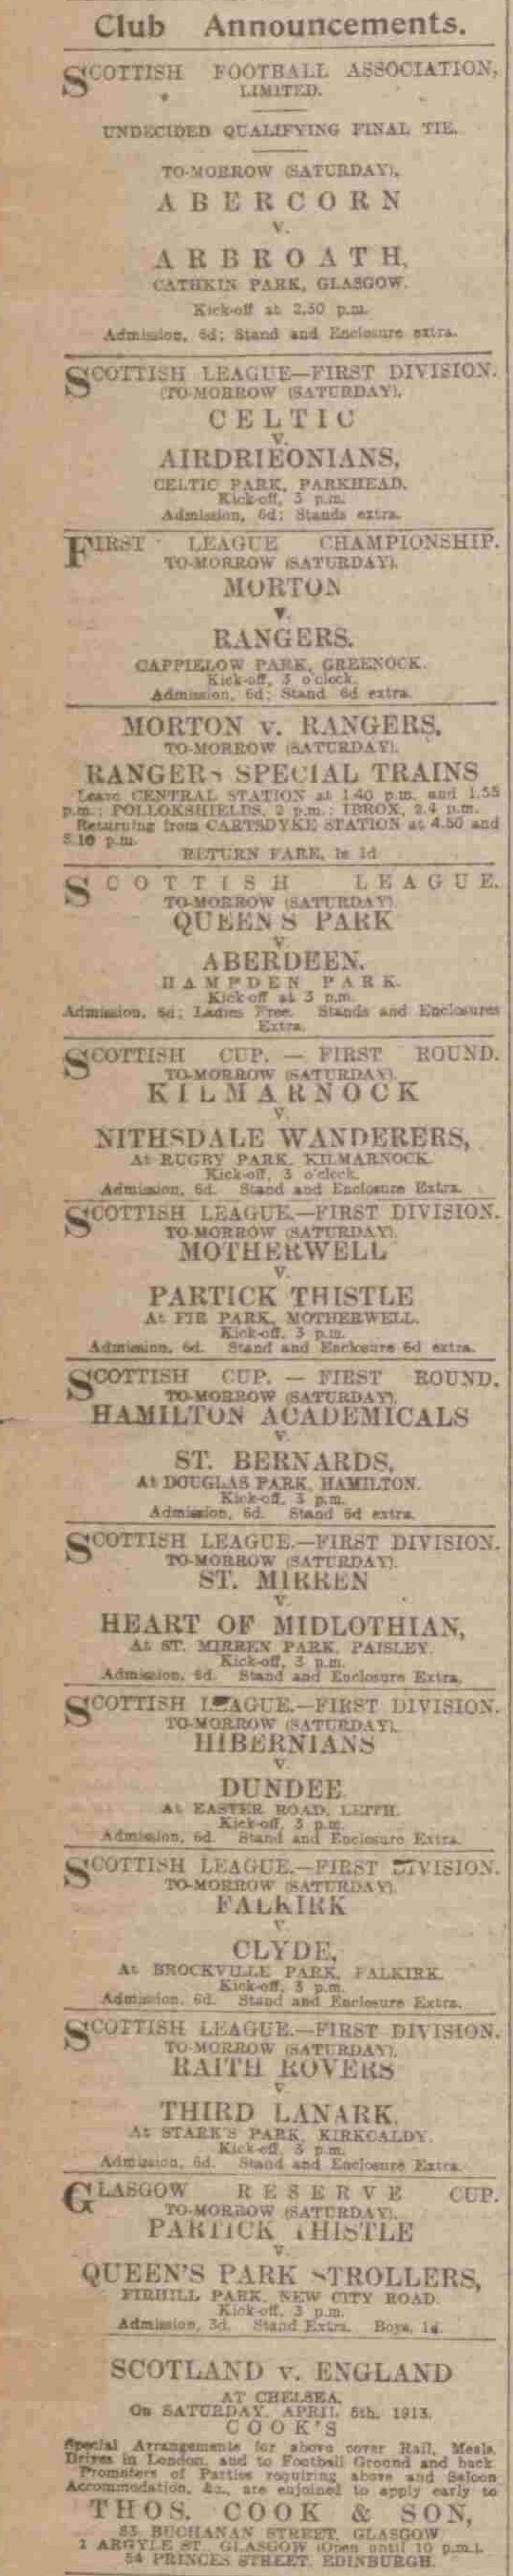 Club Announcements.
SCOTTISH FOOTBALL ASSOCIATION,
LIMITED.
UNDECIDED QUALIFYING FINAL TIE.
TO-MORROW (SATURDAY),
ABERCORN
v.
ARBROATH,
CATHKIN PARK, GLASGOW.
Kick-off at 2.30 p.m.
Admission, 6d; Stand and Enclosure extra.
SCOTTISH LEAGUE—FIRST DIVISION.
(TO-MORROW (SATURDAY),
CELTIC
v.
AIRDRIEONIANS,
CELTIC PARK, PARKHEAD.
Kick-off, 3 p.m.
Admission, 6d; Stands extra.
FIRST LEAGUE CHAMPIONSHIP.
TO-MORROW (SATURDAY),
MORTON
v.
RANGERS.
CAPPIELOW PARK, GREENOCK.
Kick-off, 3 o'clock.
Admission, 6d; Stand 6d extra.
MORTON v. RANGERS,
TO-MORROW (SATURDAY).
RANGERS SPECIAL TRAINS
Leave CENTRAL STATION at 1.40 p.m. and 1.55
p.m.; POLLOKSHIELDS, 2 p.m.; IBROX, 2.4 p.m.
Returning from CARTSDYKE STATION at 4.50 and
5.10 p.m.
RETURN FARE, 1s 1d
SCOTTISH LEAGUE.
TO-MORROW (SATURDAY)
QUEEN'S PARK
v.
ABERDEEN.
HAMPDEN PARK.
Kick-off at 3 p.m.
Admission, 6d; Ladies Free. Stands and Enclosures
Extra.
SCOTTISH CUP. — FIRST ROUND.
TO-MORROW (SATURDAY).
KILMARNOCK
v.
NITHSDALE WANDERERS,
At RUGBY PARK, KILMARNOCK.
Kick-off, 3 o'clock.
Admission, 6d. Stand and Enclosure Extra.
SCOTTISH LEAGUE.—FIRST DIVISION.
TO-MORROW (SATURDAY).
MOTHERWELL
v.
PARTICK THISTLE
At FIR PARK, MOTHERWELL.
Kick-off, 3 p.m.
Admission, 6d. Stand and Enclosure 6d extra.
SCOTTISH CUP. — FIRST ROUND.
TO-MORROW (SATURDAY),
HAMILTON ACADEMICALS
v.
ST. BERNARDS,
At DOUGLAS PARK, HAMILTON.
Kick-off, 3 p.m.
Admission, 6d. Stand 6d extra.
SCOTTISH LEAGUE.—FIRST DIVISION.
TO-MORROW (SATURDAY).
ST. MIRREN
v.
HEART OF MIDLOTHIAN,
At ST. MIRREN PARK, PAISLEY.
Kick-off, 3 p.m.
Admission, 6d. Stand and Enclosure Extra.
SCOTTISH LEAGUE.—FIRST DIVISION.
TO-MORROW (SATURDAY),
HIBERNIANS
v.
DUNDEE
At EASTER ROAD, LEITH.
Kick-off, 3 p.m.
Admission, 6d. Stand and Enclosure Extra.
SCOTTISH LEAGUE.—FIRST DIVISION.
TO-MORROW (SATURDAY).
FALKIRK
v.
CLYDE,
At BROCKVILLE PARK, FALKIRK.
Kick-off, 3 p.m.
Admission, 6d. Stand and Enclosure Extra.
SCOTTISH LEAGUE.—FIRST DIVISION.
TO-MORROW (SATURDAY),
RAITH ROVERS
v
THIRD LANARK.
At STARK'S PARK, KIRKCALDY.
Kick-off, 3 p.m.
Admission, 6d. Stand and Enclosure Extra.
GLASGOW RESERVE CUP.
TO-MORROW (SATURDAY).
PARTICK THISTLE
v.
QUEEN'S PARK STROLLERS,
FIRHILL PARK, NEW CITY ROAD.
Kick-off, 3 p.m.
Admission, 3d. Stand Extra. Boys, 1d.
SCOTLAND v. ENGLAND
AT CHELSEA,
On SATURDAY, APRIL 5th, 1913.
COOK'S
Special Arrangements for above cover Rail, Meals,
Drives in London, and to Football Ground and back
Promoters of Parties requiring above and Saloon
Accommodation, &c., are enjoined to apply early to
THOS. COOK & SON,
83 BUCHANAN STREET, GLASGOW
2 ARGYLE ST GLASGOW (Open until 10 p.m.),
54 PRINCES STREET, EDINBURGH.